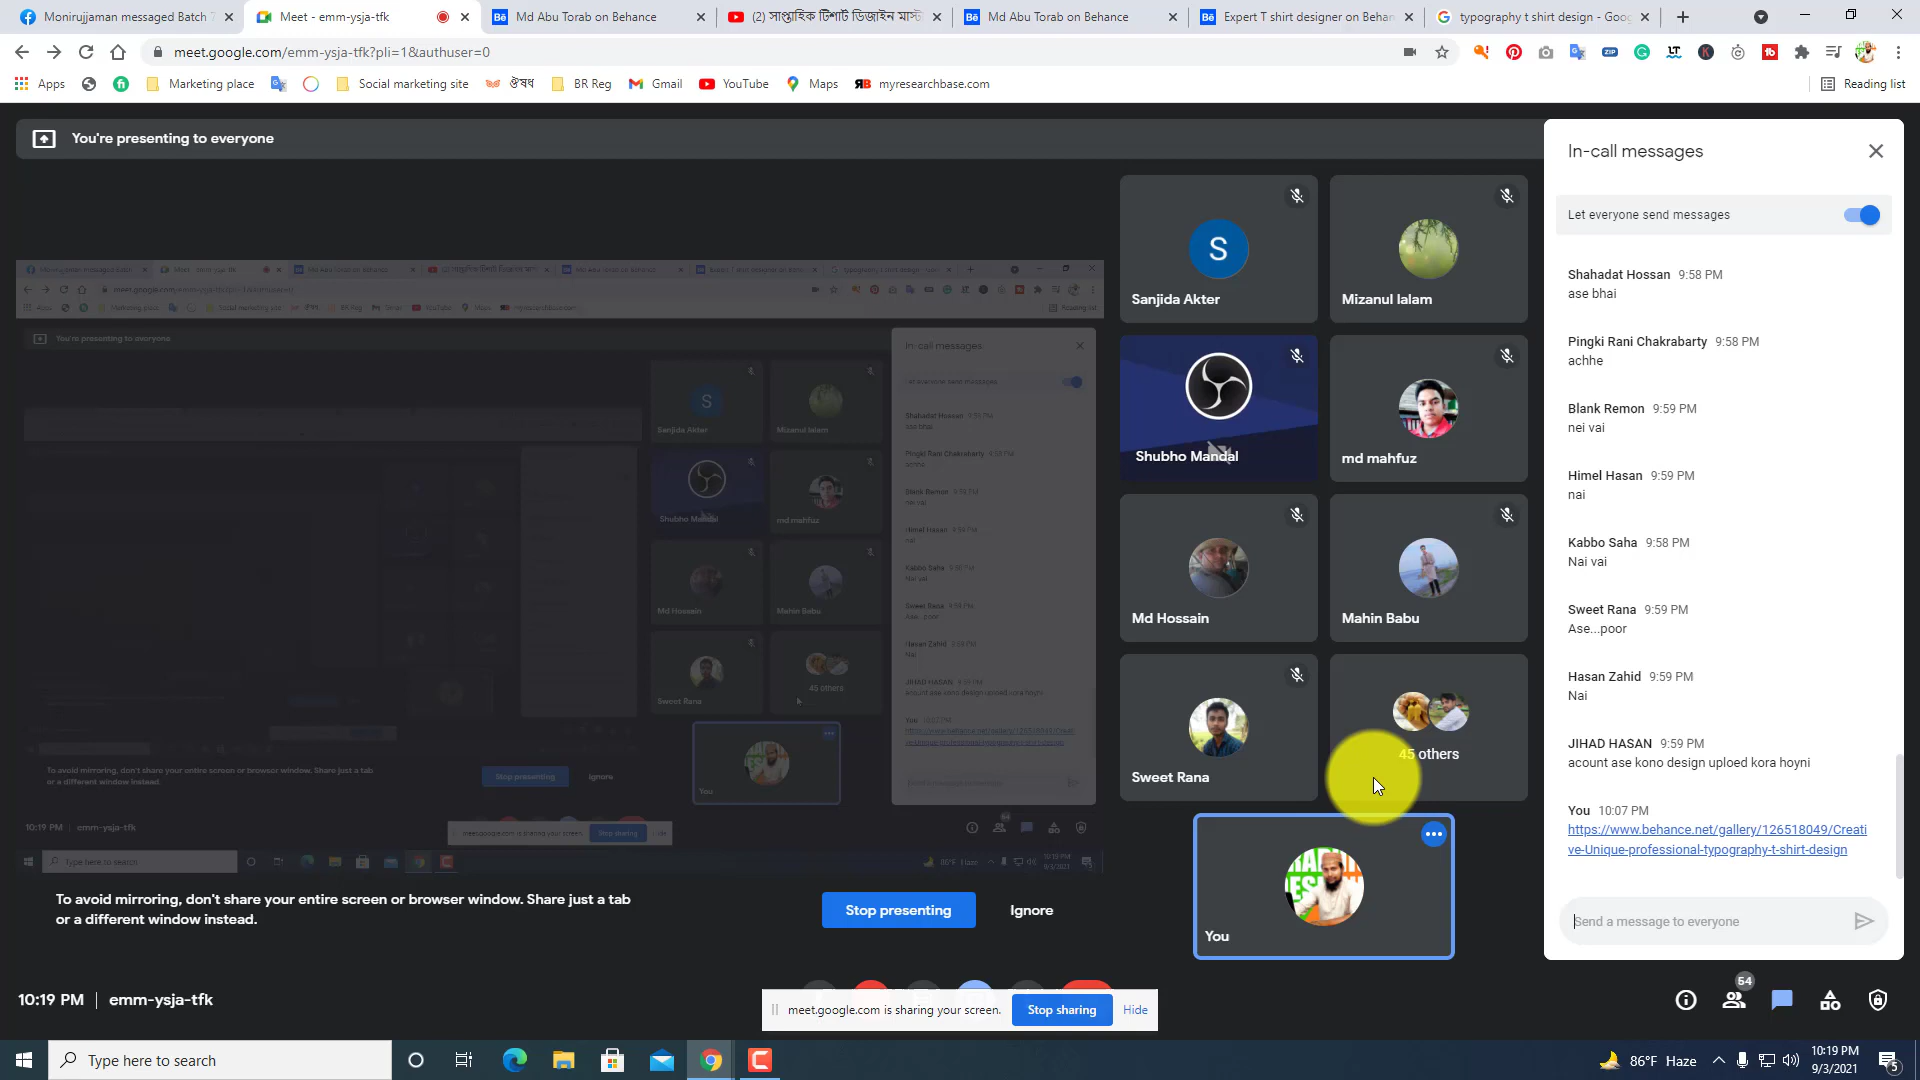 Monirujjaman messaged Batch 7
Meet - emm-ysja-tfk
Md Abu Torab on Behance
(2) সাপ্তাহিক টিশার্ট ডিজাইন মাস্ট
Md Abu Torab on Behance
Expert T shirt designer on Behan
typography t shirt design - Goo
meet.google.com/emm-ysja-tfk?pli=1&authuser=0
Apps
Marketing place
Social marketing site
ঔষধ
BR Reg
Gmail
YouTube
Maps
myresearchbase.com
Reading list
You're presenting to everyone
In-call messages
Let everyone send messages
Shahadat Hossan 9:58 PM
ase bhai
Pingki Rani Chakrabarty 9:58 PM
achhe
Blank Remon 9:59 PM
nei vai
Himel Hasan 9:59 PM
nai
Kabbo Saha 9:58 PM
Nai vai
Sweet Rana 9:59 PM
Ase...poor
Hasan Zahid 9:59 PM
Nai
JIHAD HASAN 9:59 PM
acount ase kono design uploed kora hoyni
You 10:07 PM
https://www.behance.net/gallery/126518049/Creati
ve-Unique-professional-typography-t-shirt-design
Send a message to everyone
S
Sanjida Akter
Mizanul Ialam
Shubho Mandal
md mahfuz
Md Hossain
Mahin Babu
Sweet Rana
45 others
You
To avoid mirroring, don't share your entire screen or browser window. Share just a tab
or a different window instead.
Stop presenting
Ignore
10:19 PM | emm-ysja-tfk
meet.google.com is sharing your screen.
Stop sharing
Hide
54
Type here to search
86°F Haze
10:19 PM
9/3/2021
5